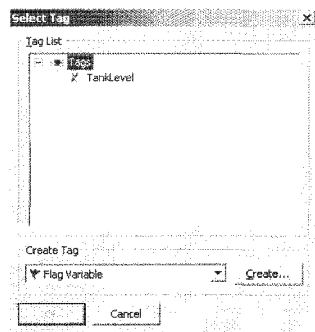 Select Tag
Tag List
Tags
TankLevel
Create Tag
Flag Variable
Create...
Cancel